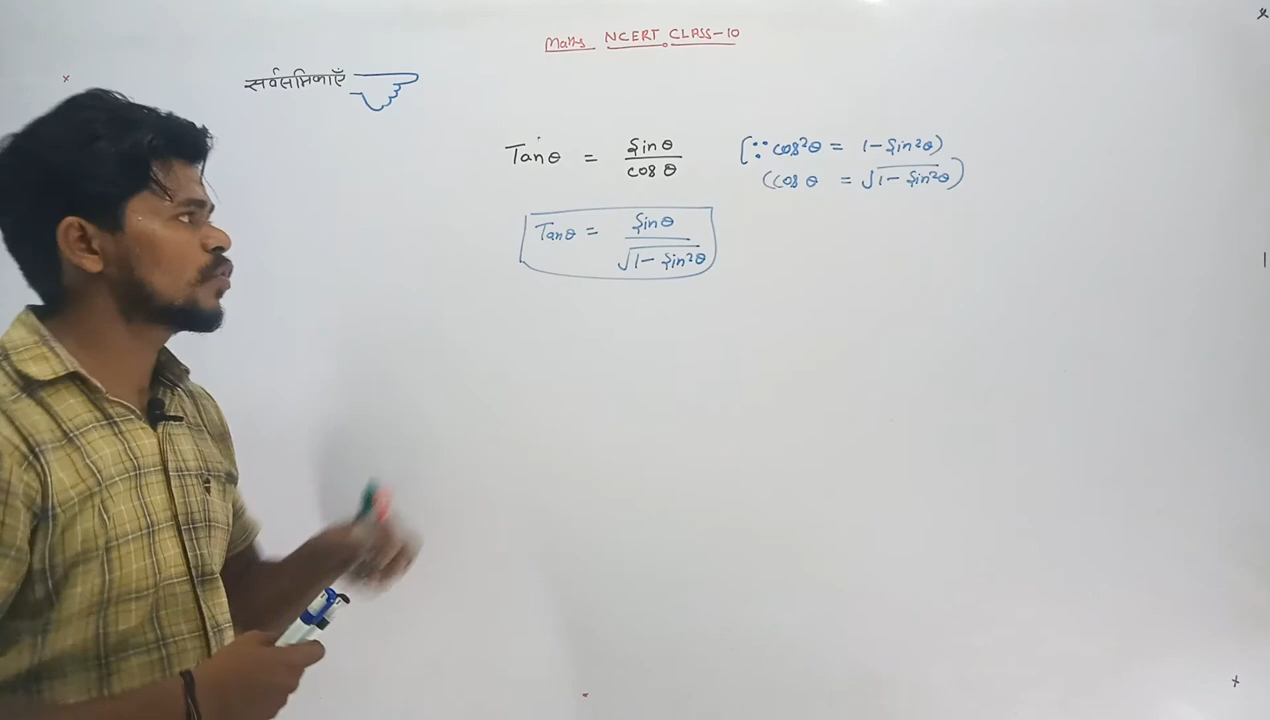 Maths NCERT CLASS-10
सर्वसमिकाएँ
Tanθ = sinθ / cosθ [∵ cos²θ = 1 - sin²θ)
(cosθ = √1 - sin²θ)
Tanθ = sinθ / √1 - sin²θ